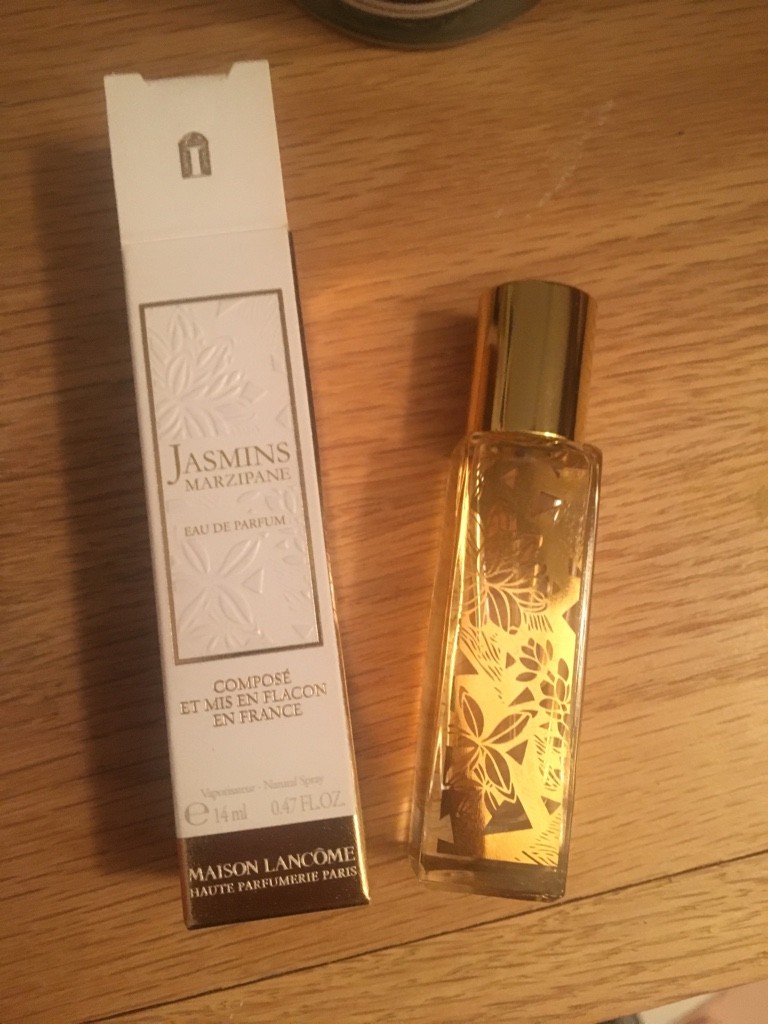 JASMINS
MARZIPANE
EAU DE PARFUM
COMPOSÉ
ET MIS EN FLACON
EN FRANCE
Vaporisateur - Natural Spray
℮ 14 ml 0.47 FL.OZ.
MAISON LANCÔME
HAUTE PARFUMERIE PARIS